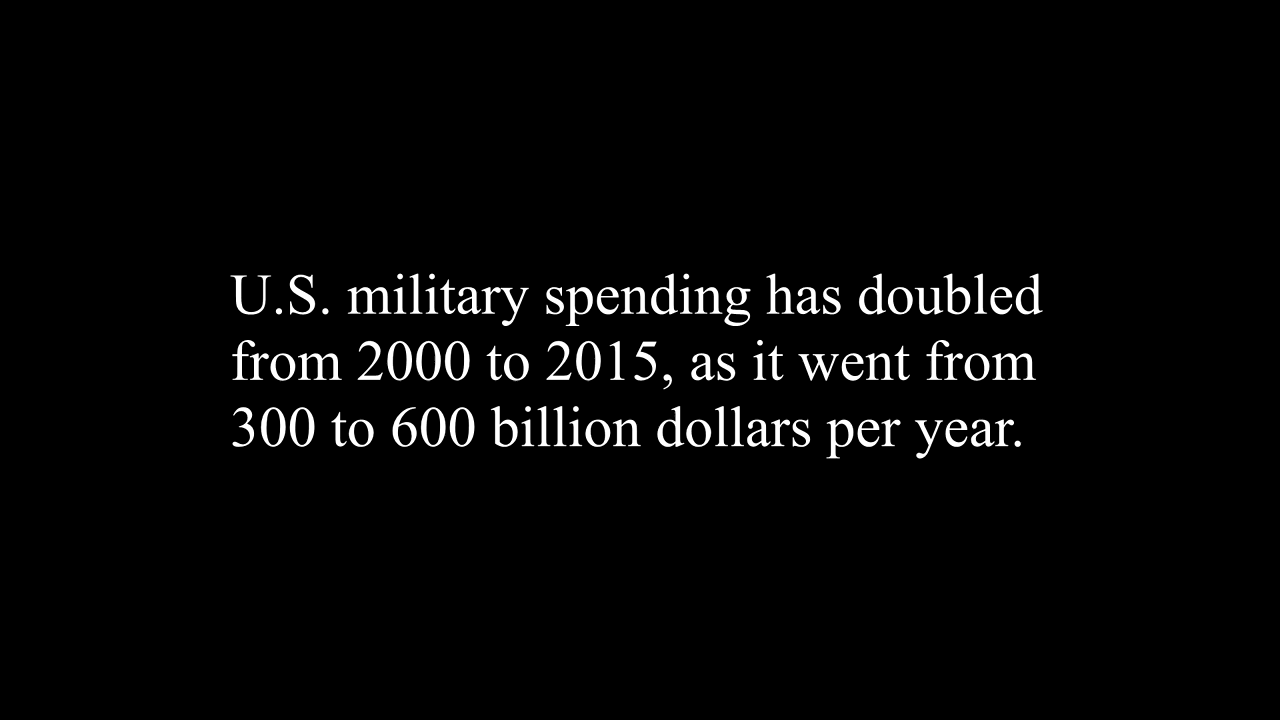 U.S. military spending has doubled
from 2000 to 2015, as it went from
300 to 600 billion dollars per year.